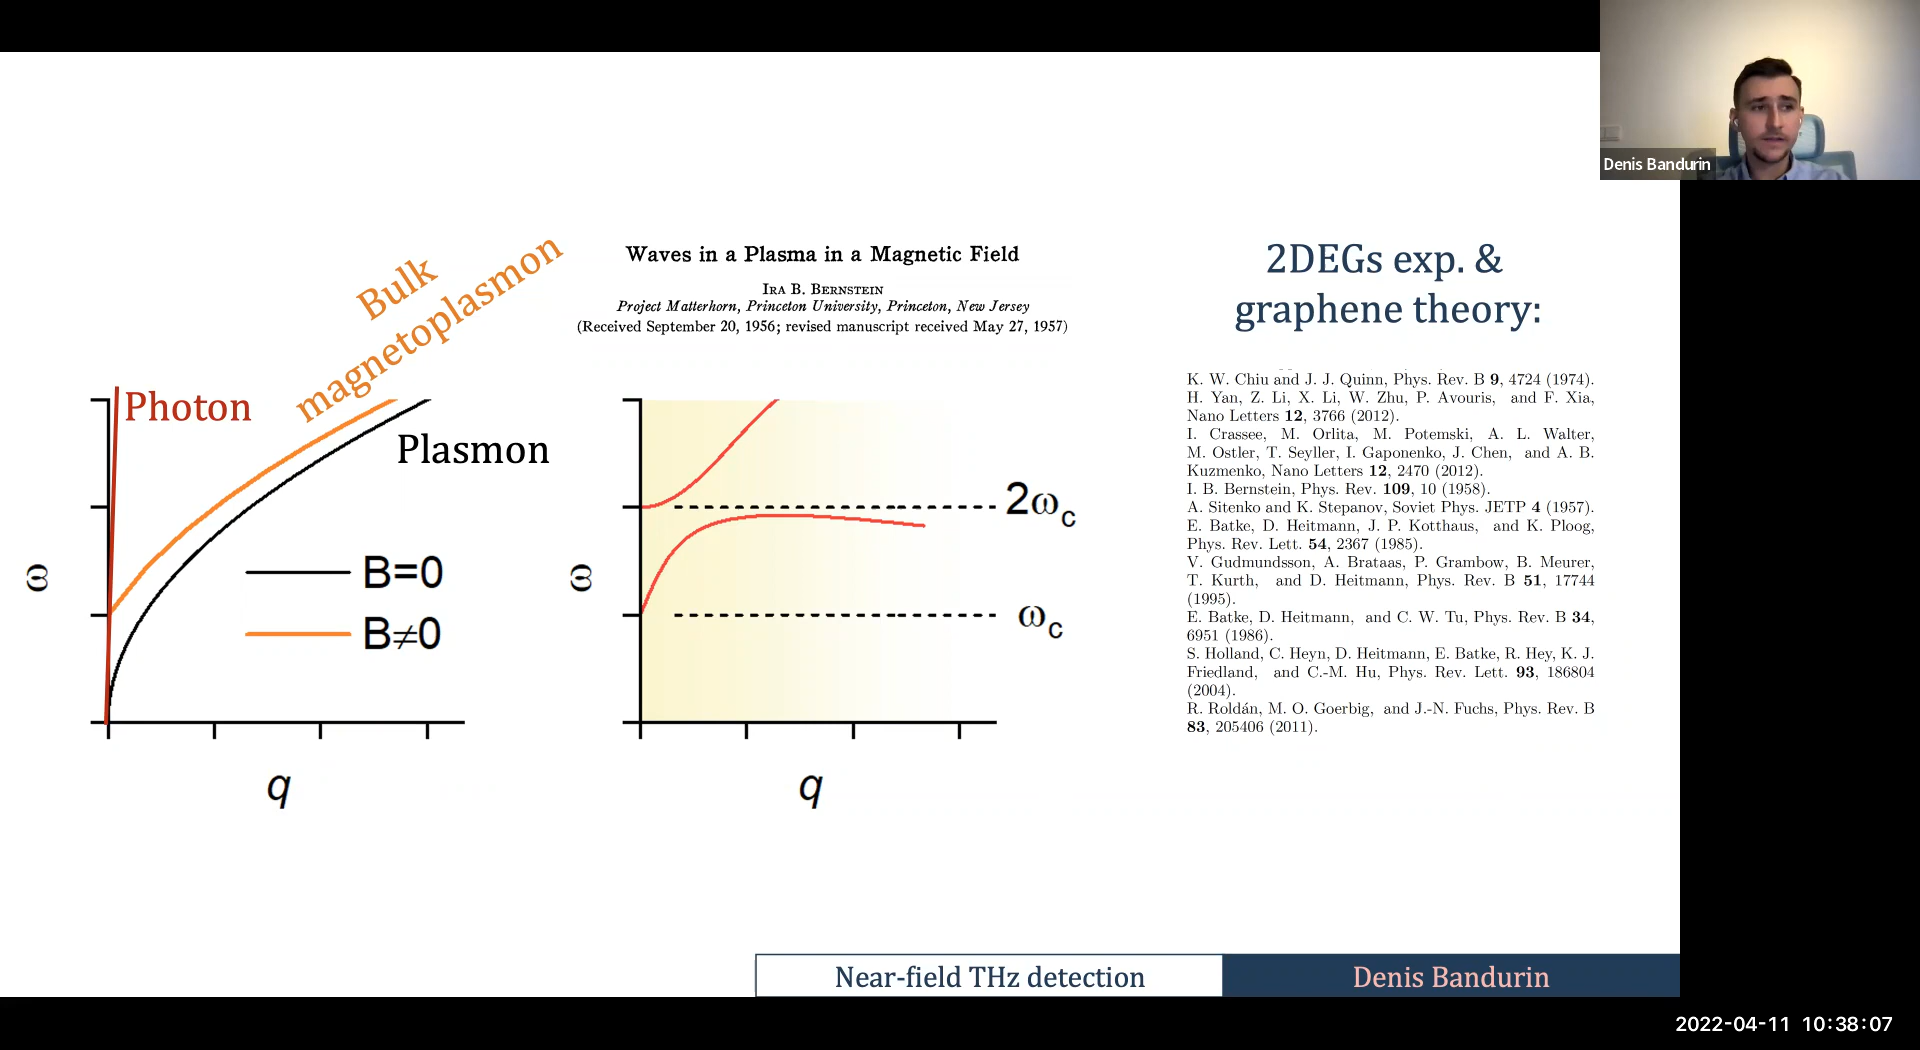 Denis Bandurin
Bulk
magnetoplasmon
Photon
Plasmon
B=0
B≠0
ω
q
Waves in a Plasma in a Magnetic Field
IRA B. BERNSTEIN
Project Matterhorn, Princeton University, Princeton, New Jersey
(Received September 20, 1956; revised manuscript received May 27, 1957)
2ωc
ωc
ω
q
2DEGs exp. &
graphene theory:
K. W. Chiu and J. J. Quinn, Phys. Rev. B 9, 4724 (1974).
H. Yan, Z. Li, X. Li, W. Zhu, P. Avouris, and F. Xia,
Nano Letters 12, 3766 (2012).
I. Crassee, M. Orlita, M. Potemski, A. L. Walter,
M. Ostler, T. Seyller, I. Gaponenko, J. Chen, and A. B.
Kuzmenko, Nano Letters 12, 2470 (2012).
I. B. Bernstein, Phys. Rev. 109, 10 (1958).
A. Sitenko and K. Stepanov, Soviet Phys. JETP 4 (1957).
E. Batke, D. Heitmann, J. P. Kotthaus, and K. Ploog,
Phys. Rev. Lett. 54, 2367 (1985).
V. Gudmundsson, A. Brataas, P. Grambow, B. Meurer,
T. Kurth, and D. Heitmann, Phys. Rev. B 51, 17744
(1995).
E. Batke, D. Heitmann, and C. W. Tu, Phys. Rev. B 34,
6951 (1986).
S. Holland, C. Heyn, D. Heitmann, E. Batke, R. Hey, K. J.
Friedland, and C.-M. Hu, Phys. Rev. Lett. 93, 186804
(2004).
R. Roldán, M. O. Goerbig, and J.-N. Fuchs, Phys. Rev. B
83, 205406 (2011).
Near-field THz detection
Denis Bandurin
2022-04-11 10:38:07